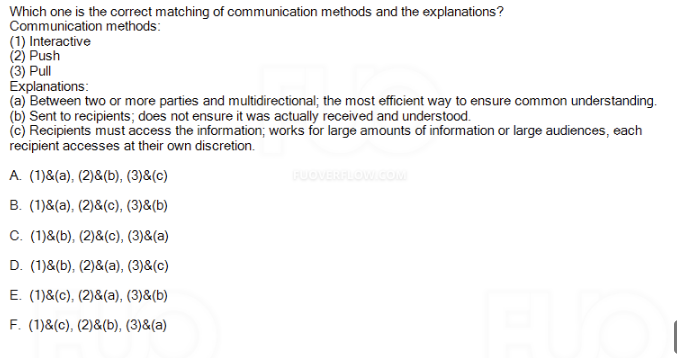 Which one is the correct matching of communication methods and the explanations?
Communication methods:
(1) Interactive
(2) Push
(3) Pull
Explanations:
(a) Between two or more parties and multidirectional; the most efficient way to ensure common understanding.
(b) Sent to recipients; does not ensure it was actually received and understood.
(c) Recipients must access the information; works for large amounts of information or large audiences, each
recipient accesses at their own discretion.
A. (1)&(a), (2)&(b), (3)&(c)
FUOVERFLOW.COM
B. (1)&(a), (2)&(c), (3)&(b)
C. (1)&(b), (2)&(c), (3)&(a)
D. (1)&(b), (2)&(a), (3)&(c)
E. (1)&(c), (2)&(a), (3)&(b)
F. (1)&(c), (2)&(b), (3)&(a)
FUO
FUO
FUO